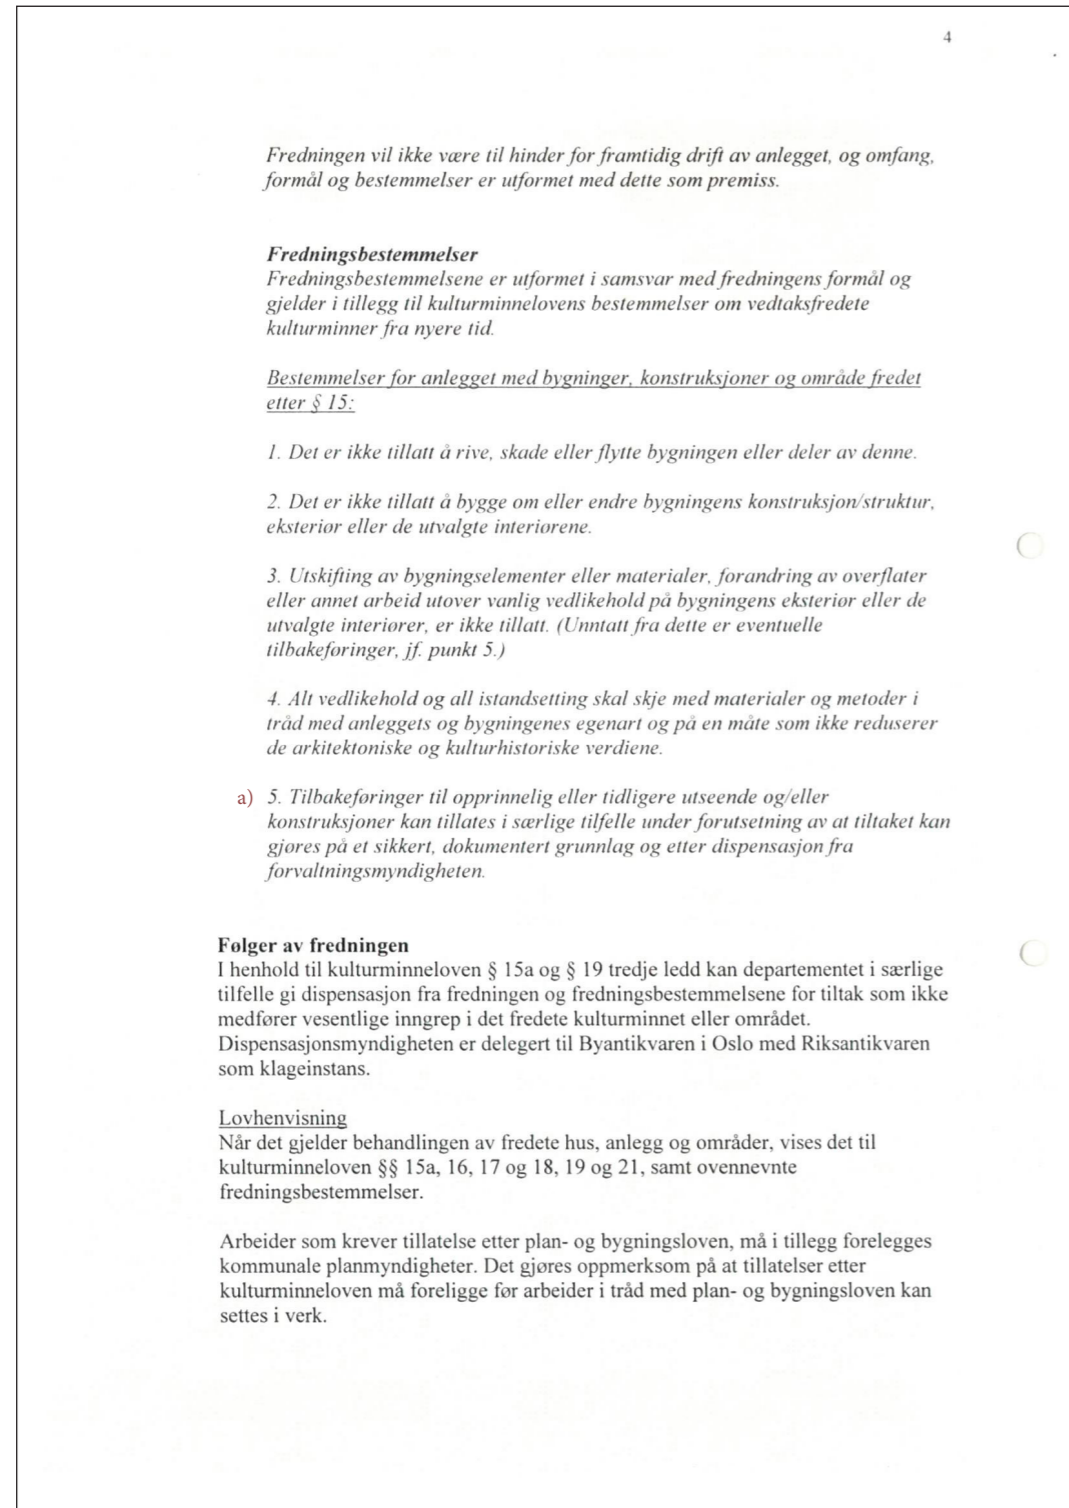 4
Fredningen vil ikke være til hinder for framtidig drift av anlegget, og omfang,
formål og bestemmelser er utformet med dette som premiss.
Fredningsbestemmelser
Fredningsbestemmelsene er utformet i samsvar med fredningens formål og
gjelder i tillegg til kulturminnelovens bestemmelser om vedtaksfredete
kulturminner fra nyere tid.
Bestemmelser for anlegget med bygninger, konstruksjoner og område fredet
etter § 15:
1. Det er ikke tillatt å rive, skade eller flytte bygningen eller deler av denne.
2. Det er ikke tillatt å bygge om eller endre bygningens konstruksjon/struktur,
eksteriør eller de utvalgte interiørene.
3. Utskifting av bygningselementer eller materialer, forandring av overflater
eller annet arbeid utover vanlig vedlikehold på bygningens eksteriør eller de
utvalgte interiører, er ikke tillatt. (Unntatt fra dette er eventuelle
tilbakeføringer, jf. punkt 5.)
4. Alt vedlikehold og all istandsetting skal skje med materialer og metoder i
tråd med anleggets og bygningenes egenart og på en måte som ikke reduserer
de arkitektoniske og kulturhistoriske verdiene.
a) 5. Tilbakeføringer til opprinnelig eller tidligere utseende og/eller
konstruksjoner kan tillates i særlige tilfelle under forutsetning av at tiltaket kan
gjøres på et sikkert, dokumentert grunnlag og etter dispensasjon fra
forvaltningsmyndigheten.
Følger av fredningen
I henhold til kulturminneloven § 15a og § 19 tredje ledd kan departementet i særlige
tilfelle gi dispensasjon fra fredningen og fredningsbestemmelsene for tiltak som ikke
medfører vesentlige inngrep i det fredete kulturminnet eller området.
Dispensasjonsmyndigheten er delegert til Byantikvaren i Oslo med Riksantikvaren
som klageinstans.
Lovhenvisning
Når det gjelder behandlingen av fredete hus, anlegg og områder, vises det til
kulturminneloven §§ 15a, 16, 17 og 18, 19 og 21, samt ovennevnte
fredningsbestemmelser.
Arbeider som krever tillatelse etter plan- og bygningsloven, må i tillegg forelegges
kommunale planmyndigheter. Det gjøres oppmerksom på at tillatelser etter
kulturminneloven må foreligge før arbeider i tråd med plan- og bygningsloven kan
settes i verk.